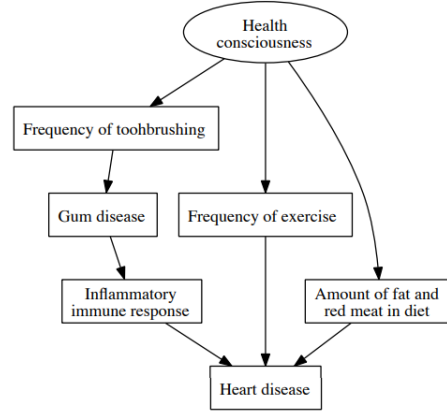 Health
consciousness
Frequency of toohbrushing
Gum disease
Frequency of exercise
Inflammatory
immune response
Amount of fat and
red meat in diet
Heart disease